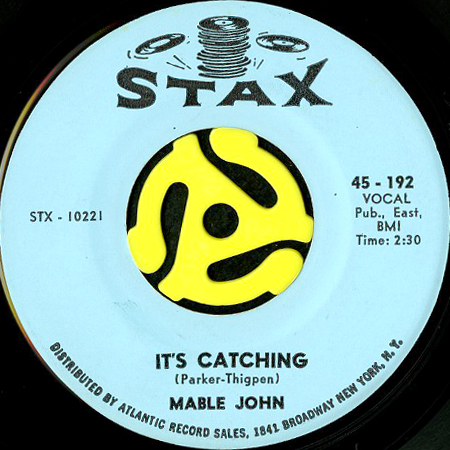 STAX
STX - 10221
45 - 192
VOCAL
Pub., East,
BMI
Time: 2:30
IT'S CATCHING
(Parker-Thigpen)
MABLE JOHN
DISTRIBUTED BY ATLANTIC RECORD SALES, 1841 BROADWAY NEW YORK, N. Y.